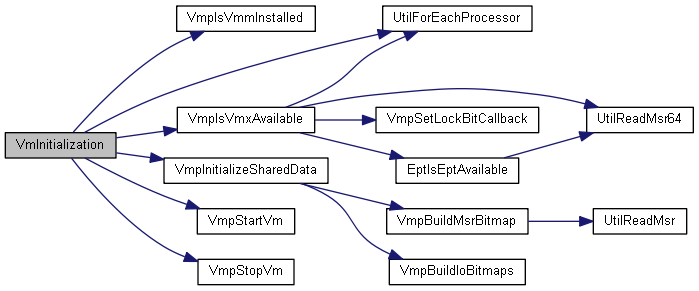 VmpIsVmmInstalled
UtilForEachProcessor
VmpIsVmxAvailable
VmpSetLockBitCallback
UtilReadMsr64
VmInitialization
EptIsEptAvailable
VmpInitializeSharedData
VmpStartVm
VmpBuildMsrBitmap
UtilReadMsr
VmpStopVm
VmpBuildIoBitmaps